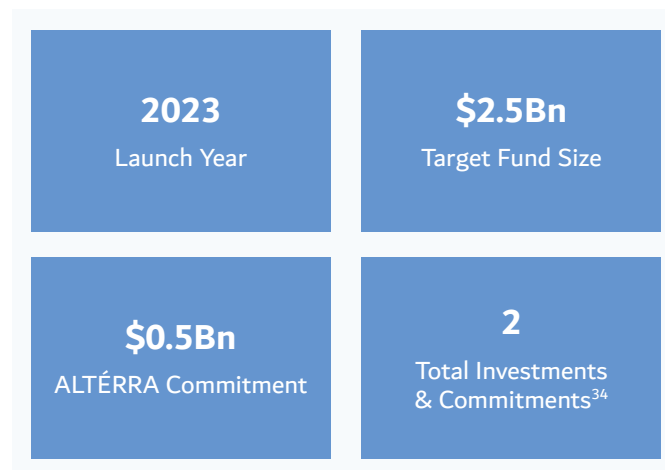 2023
Launch Year
$2.5Bn
Target Fund Size
$0.5Bn
ALTÉRRA Commitment
2
Total Investments
& Commitments³⁴